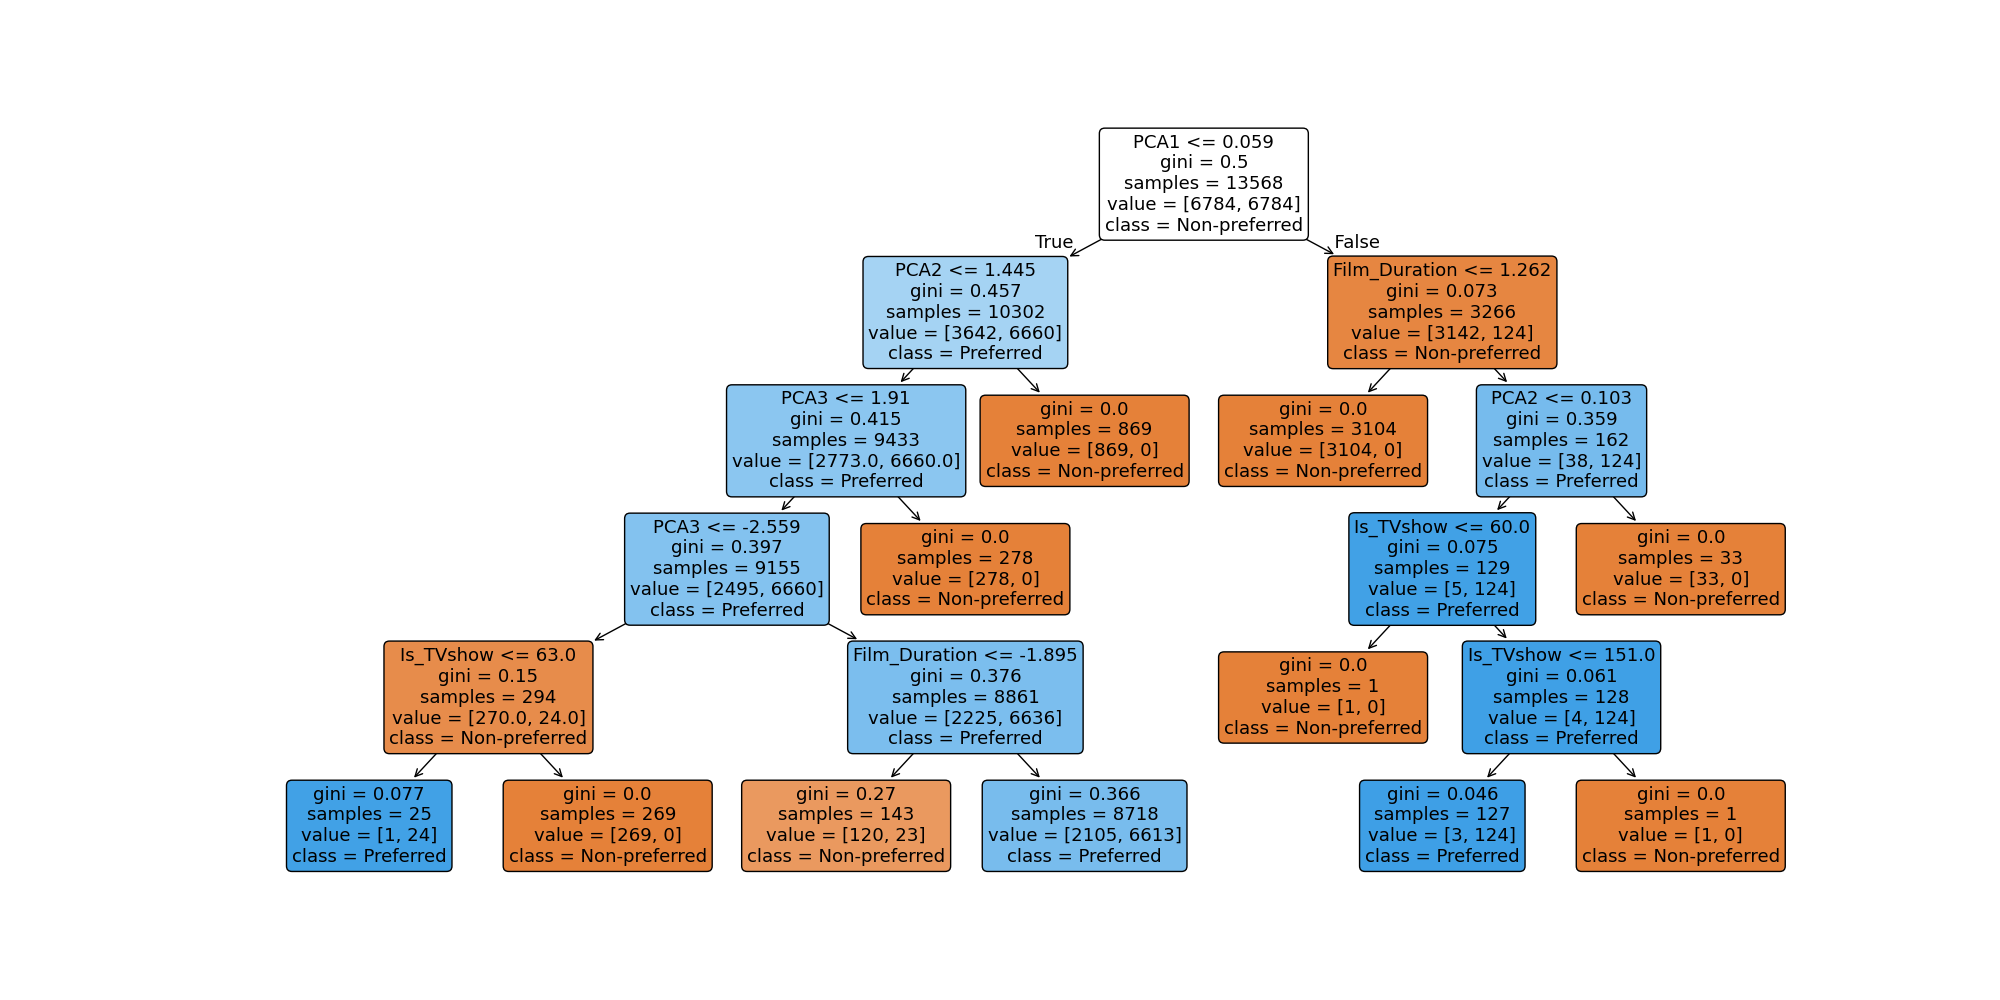 PCA1 <= 0.059
gini = 0.5
samples = 13568
value = [6784, 6784]
class = Non-preferred
True
False
PCA2 <= 1.445
gini = 0.457
samples = 10302
value = [3642, 6660]
class = Preferred
Film_Duration <= 1.262
gini = 0.073
samples = 3266
value = [3142, 124]
class = Non-preferred
PCA3 <= 1.91
gini = 0.415
samples = 9433
value = [2773.0, 6660.0]
class = Preferred
gini = 0.0
samples = 869
value = [869, 0]
class = Non-preferred
gini = 0.0
samples = 3104
value = [3104, 0]
class = Non-preferred
PCA2 <= 0.103
gini = 0.359
samples = 162
value = [38, 124]
class = Preferred
PCA3 <= -2.559
gini = 0.397
samples = 9155
value = [2495, 6660]
class = Preferred
gini = 0.0
samples = 278
value = [278, 0]
class = Non-preferred
Is_TVshow <= 60.0
gini = 0.075
samples = 129
value = [5, 124]
class = Preferred
gini = 0.0
samples = 33
value = [33, 0]
class = Non-preferred
Is_TVshow <= 63.0
gini = 0.15
samples = 294
value = [270.0, 24.0]
class = Non-preferred
Film_Duration <= -1.895
gini = 0.376
samples = 8861
value = [2225, 6636]
class = Preferred
gini = 0.0
samples = 1
value = [1, 0]
class = Non-preferred
Is_TVshow <= 151.0
gini = 0.061
samples = 128
value = [4, 124]
class = Preferred
gini = 0.077
samples = 25
value = [1, 24]
class = Preferred
gini = 0.0
samples = 269
value = [269, 0]
class = Non-preferred
gini = 0.27
samples = 143
value = [120, 23]
class = Non-preferred
gini = 0.366
samples = 8718
value = [2105, 6613]
class = Preferred
gini = 0.046
samples = 127
value = [3, 124]
class = Preferred
gini = 0.0
samples = 1
value = [1, 0]
class = Non-preferred